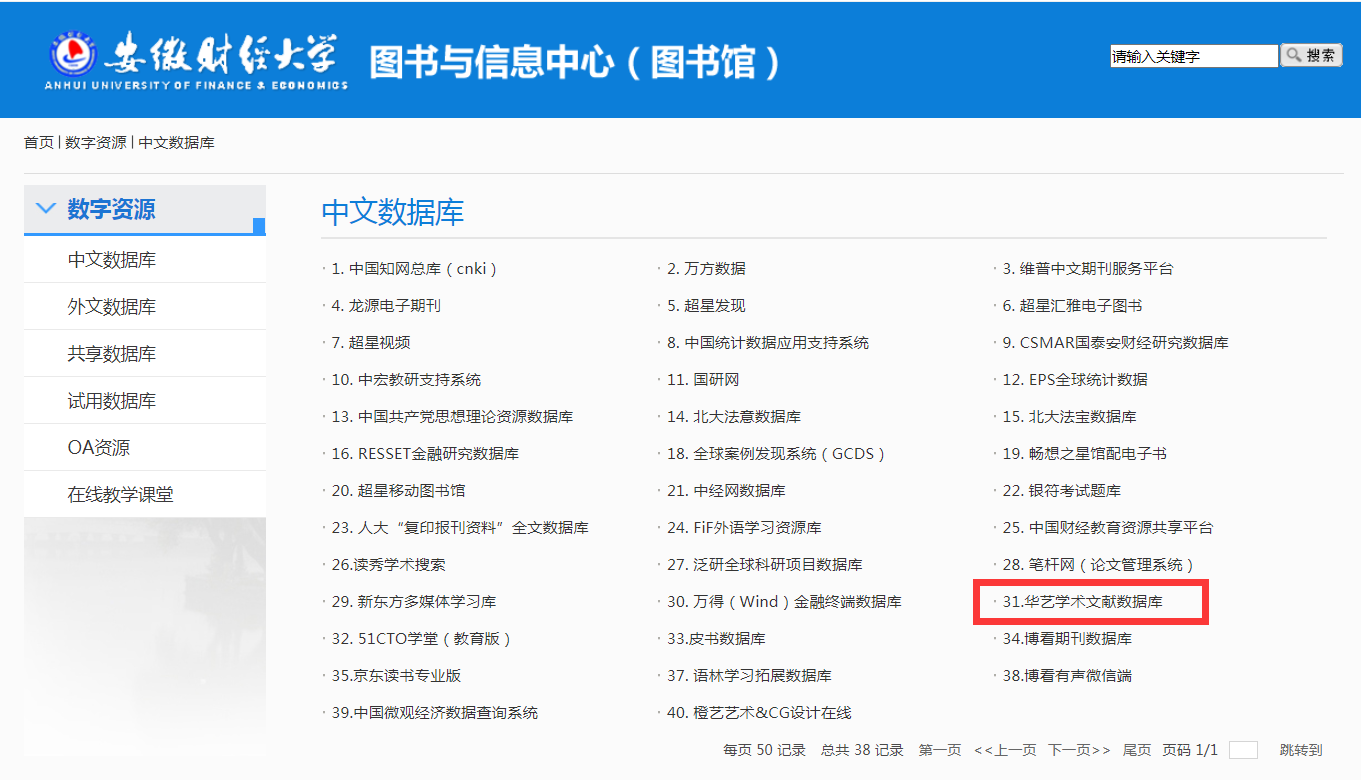 安徽财经大学
ANHUI UNIVERSITY OF FINANCE & ECONOMICS
图书与信息中心（图书馆）
请输入关键字 搜索
首页 | 数字资源 | 中文数据库
数字资源
中文数据库
外文数据库
共享数据库
试用数据库
OA资源
在线教学课堂
中文数据库
· 1. 中国知网总库（cnki） · 2. 万方数据 · 3. 维普中文期刊服务平台
· 4. 龙源电子期刊 · 5. 超星发现 · 6. 超星汇雅电子图书
· 7. 超星视频 · 8. 中国统计数据应用支持系统 · 9. CSMAR国泰安财经研究数据库
· 10. 中宏教研支持系统 · 11. 国研网 · 12. EPS全球统计数据
· 13. 中国共产党思想理论资源数据库 · 14. 北大法意数据库 · 15. 北大法宝数据库
· 16. RESSET金融研究数据库 · 18. 全球案例发现系统（GCDS） · 19. 畅想之星馆配电子书
· 20. 超星移动图书馆 · 21. 中经网数据库 · 22. 银符考试题库
· 23. 人大“复印报刊资料”全文数据库 · 24. FiF外语学习资源库 · 25. 中国财经教育资源共享平台
· 26.读秀学术搜索 · 27. 泛研全球科研项目数据库 · 28. 笔杆网（论文管理系统）
· 29. 新东方多媒体学习库 · 30. 万得（Wind）金融终端数据库 · 31.华艺学术文献数据库
· 32. 51CTO学堂（教育版） · 33.皮书数据库 · 34.博看期刊数据库
· 35.京东读书专业版 · 37. 语林学习拓展数据库 · 38.博看有声微信端
· 39.中国微观经济数据查询系统 · 40. 橙艺艺术&CG设计在线
每页 50 记录 总共 38 记录 第一页 <<上一页 下一页>> 尾页 页码 1/1 跳转到